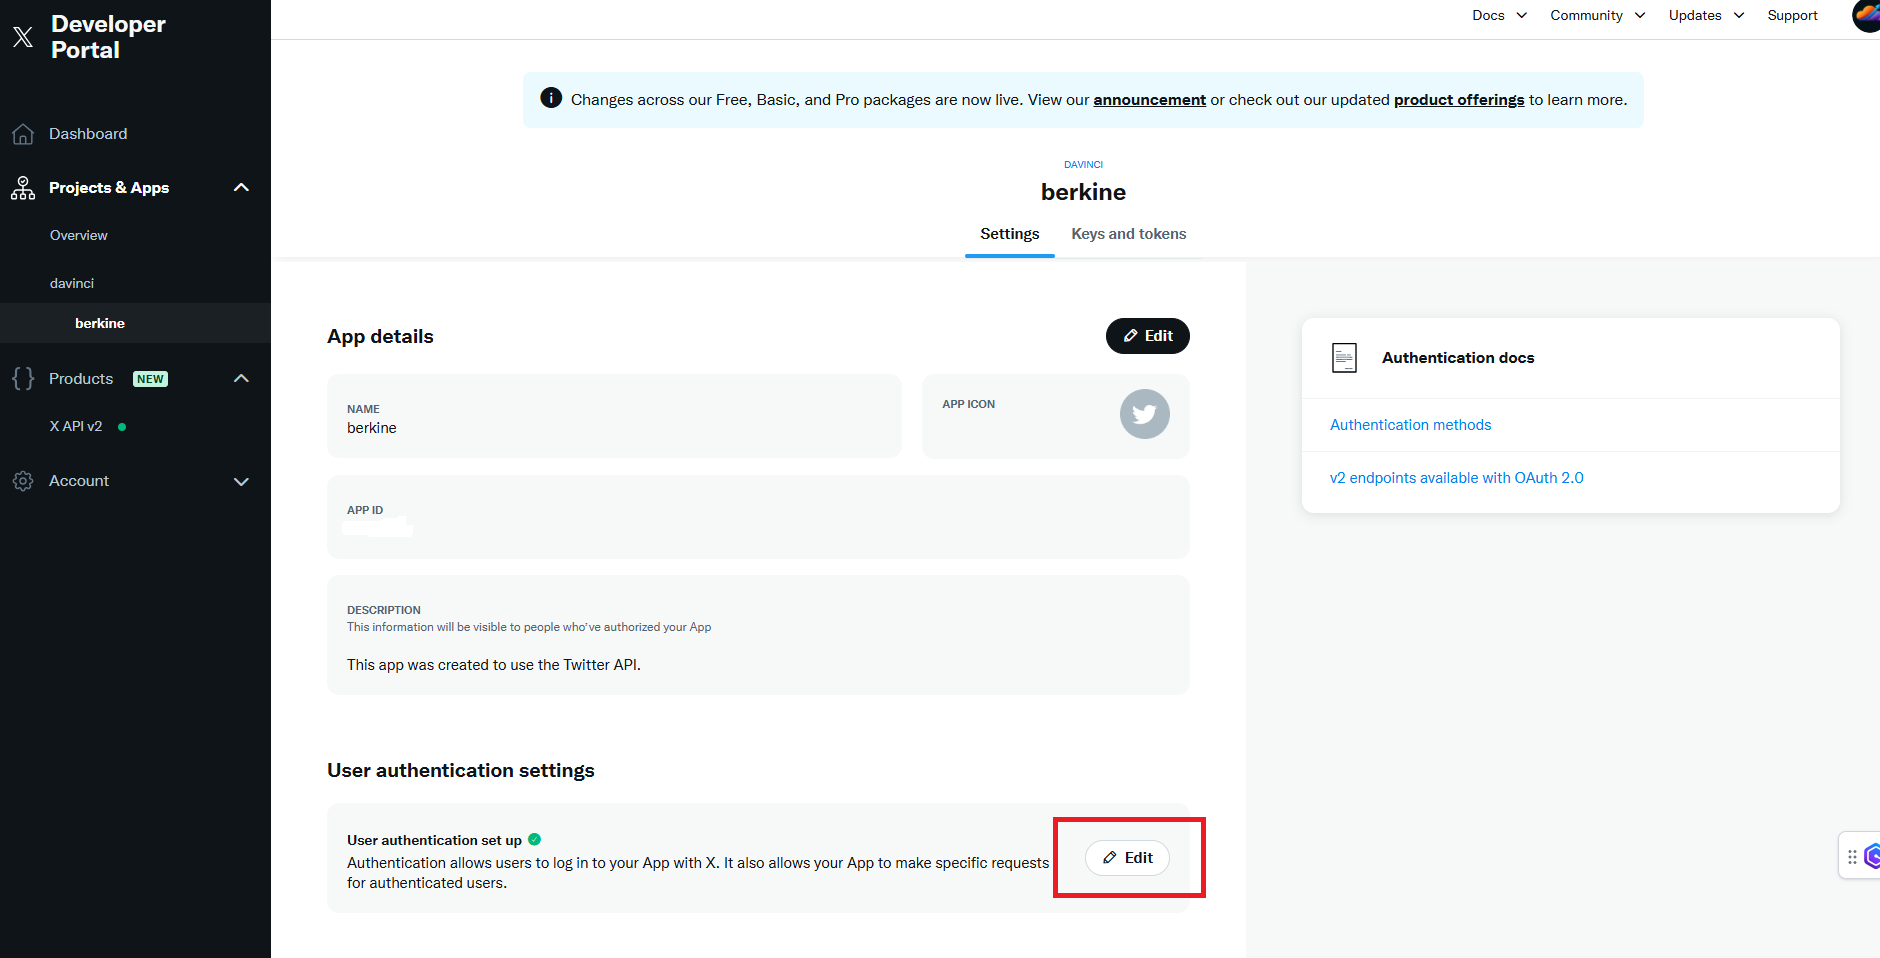 Developer
Portal
Docs
Community
Updates
Support
Changes across our Free, Basic, and Pro packages are now live. View our announcement or check out our updated product offerings to learn more.
Dashboard
Projects & Apps
Overview
davinci
berkine
Products NEW
X API v2
Account
DAVINCI
berkine
Settings
Keys and tokens
App details
Edit
NAME
berkine
APP ICON
APP ID
DESCRIPTION
This information will be visible to people who've authorized your App
This app was created to use the Twitter API.
User authentication settings
User authentication set up
Authentication allows users to log in to your App with X. It also allows your App to make specific requests
for authenticated users.
Edit
Authentication docs
Authentication methods
v2 endpoints available with OAuth 2.0